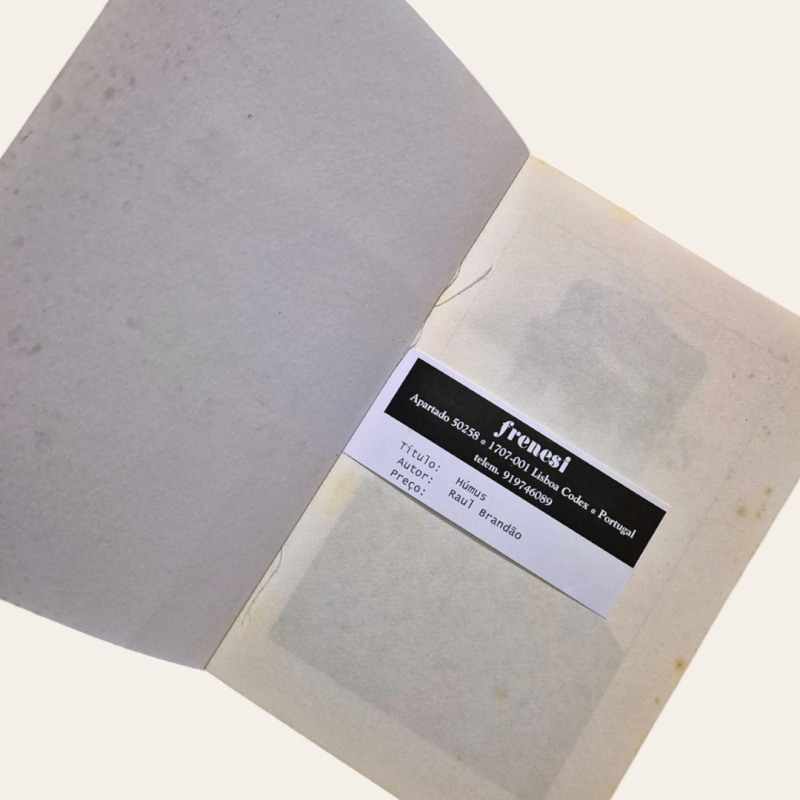 frenesi
Apartado 50258 • 1707-001 Lisboa Codex • Portugal
telem. 919746089
Título: Húmus
Autor: Raul Brandão
Preço: